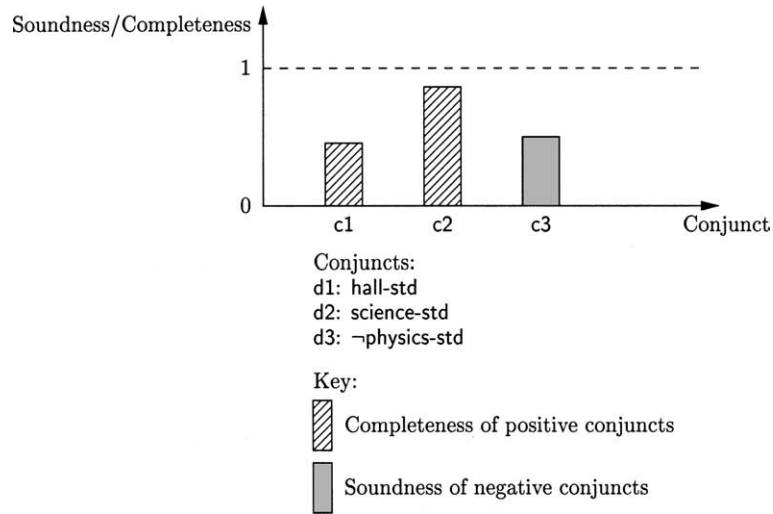 Soundness/Completeness
1
0
c1 c2 c3 Conjunct
Conjuncts:
d1: hall-std
d2: science-std
d3: ¬physics-std
Key:
Completeness of positive conjuncts
Soundness of negative conjuncts